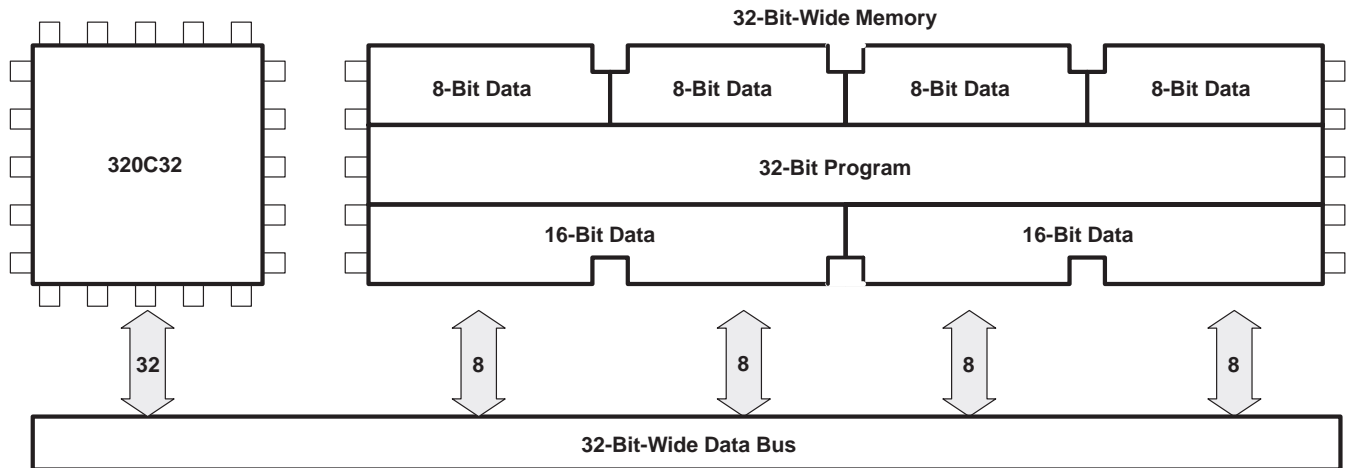 32-Bit-Wide Memory
8-Bit Data
8-Bit Data
8-Bit Data
8-Bit Data
320C32
32-Bit Program
16-Bit Data
16-Bit Data
32
8
8
8
8
32-Bit-Wide Data Bus